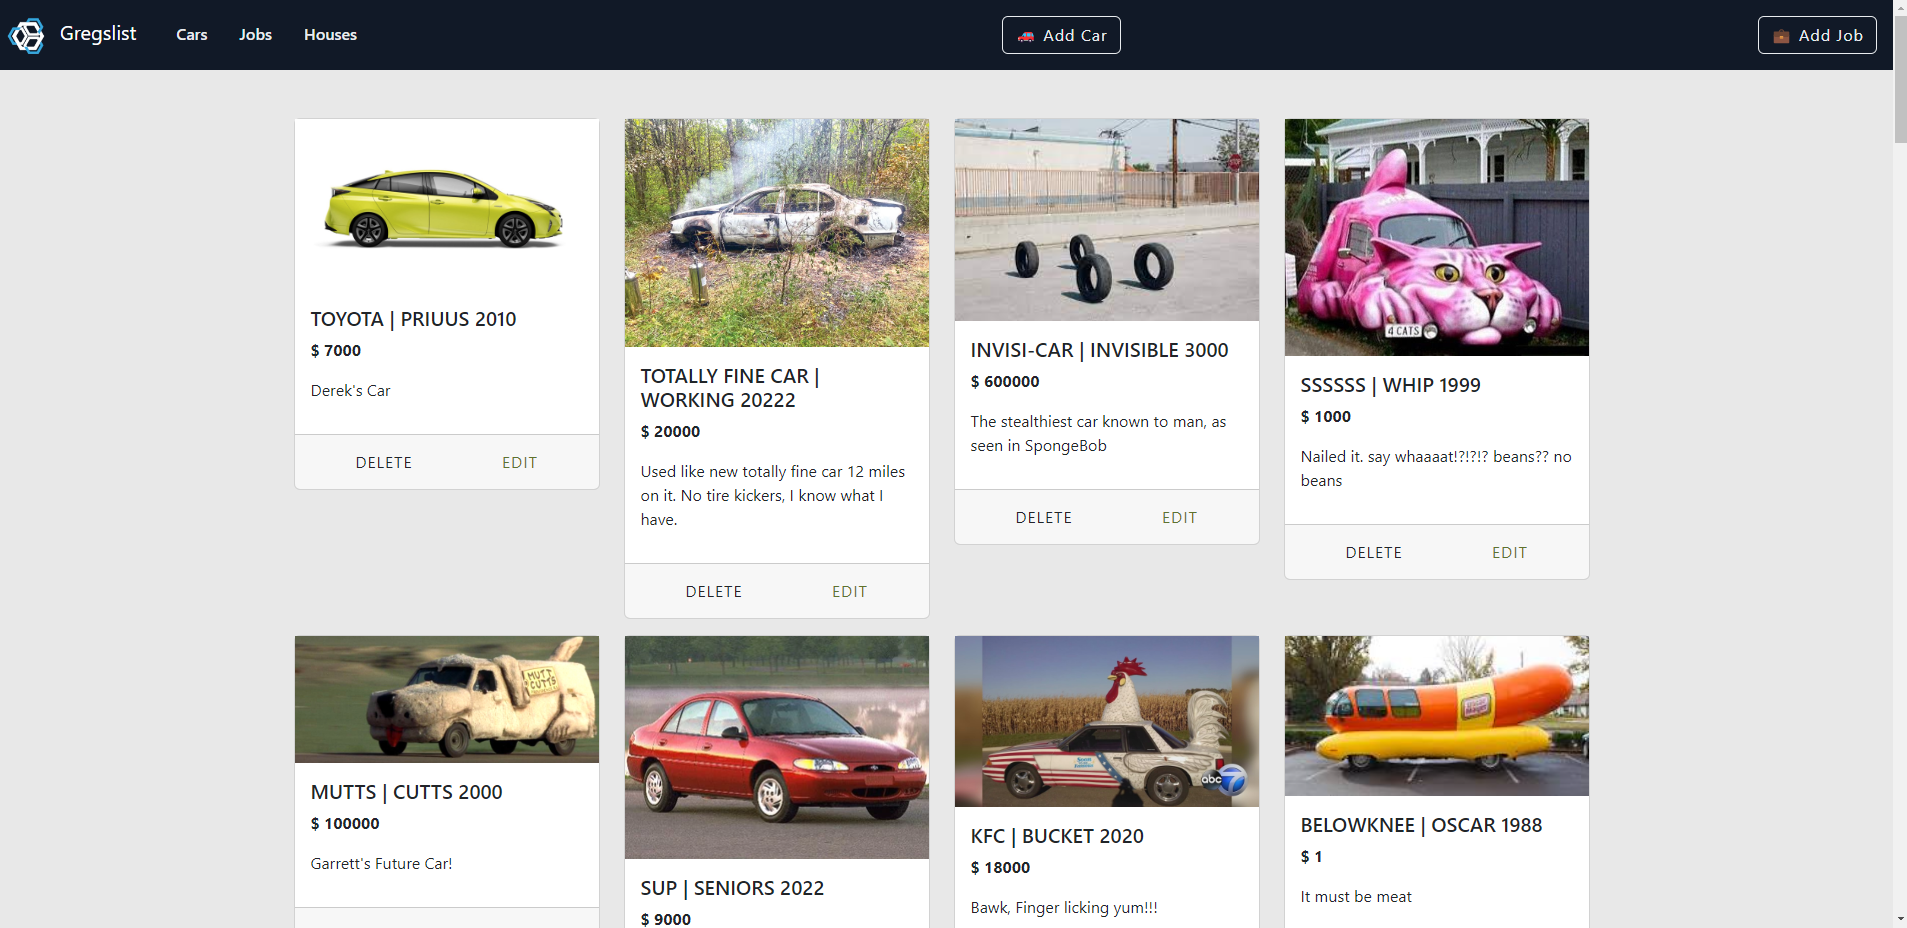 Gregslist
Cars
Jobs
Houses
🚗 Add Car
💼 Add Job
TOYOTA | PRIUUS 2010
$ 7000
Derek's Car
DELETE
EDIT
TOTALLY FINE CAR |
WORKING 20222
$ 20000
Used like new totally fine car 12 miles
on it. No tire kickers, I know what I
have.
DELETE
EDIT
STOP
INVISI-CAR | INVISIBLE 3000
$ 600000
The stealthiest car known to man, as
seen in SpongeBob
DELETE
EDIT
4 CATS
SSSSSS | WHIP 1999
$ 1000
Nailed it. say whaaaat!?!?!? beans?? no
beans
DELETE
EDIT
MUTT
CUTTS
MUTTS | CUTTS 2000
$ 100000
Garrett's Future Car!
SUP | SENIORS 2022
$ 9000
abc 7
KFC | BUCKET 2020
$ 18000
Bawk, Finger licking yum!!!
BELOWKNEE | OSCAR 1988
$ 1
It must be meat